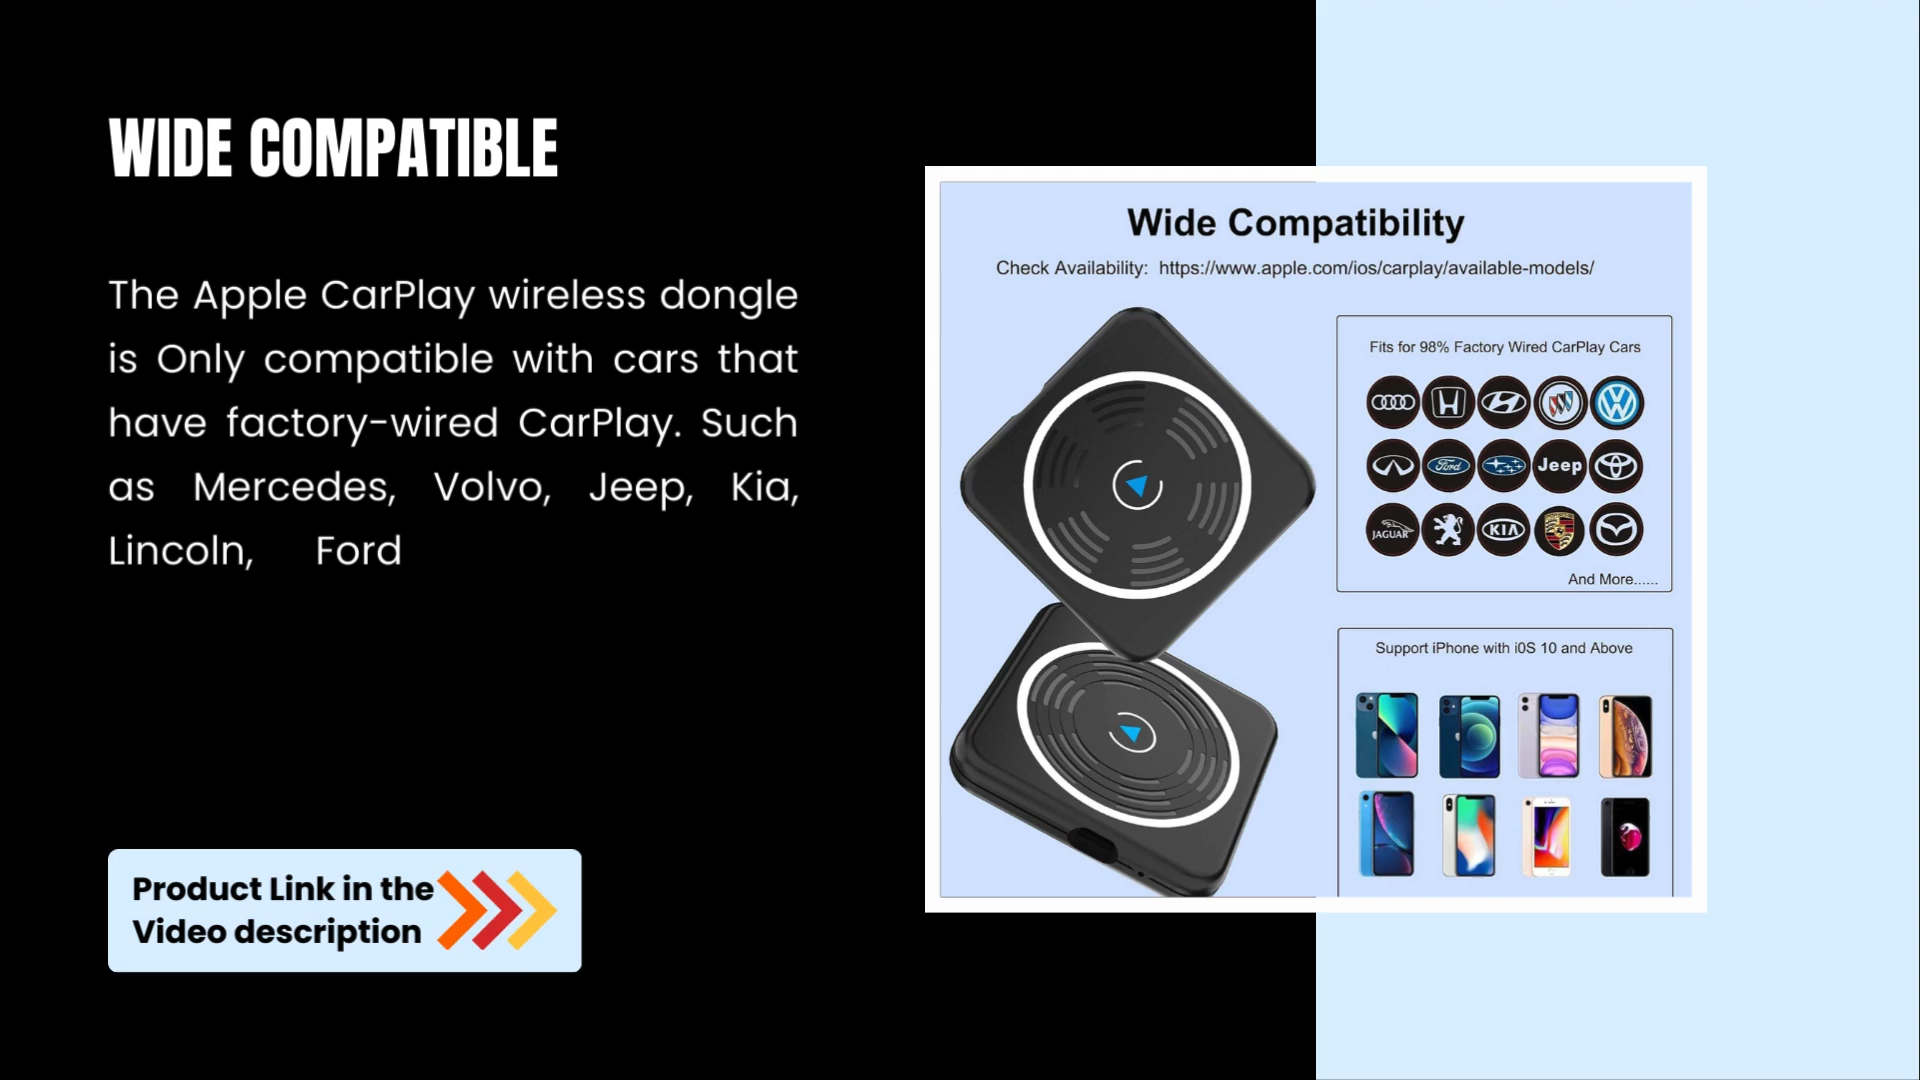 WIDE COMPATIBLE
The Apple CarPlay wireless dongle
is Only compatible with cars that
have factory-wired CarPlay. Such
as Mercedes, Volvo, Jeep, Kia,
Lincoln, Ford
Product Link in the
Video description
Wide Compatibility
Check Availability: https://www.apple.com/ios/carplay/available-models/
Fits for 98% Factory Wired CarPlay Cars
Ford
Jeep
JAGUAR
KIA
And More......
Support iPhone with i0S 10 and Above